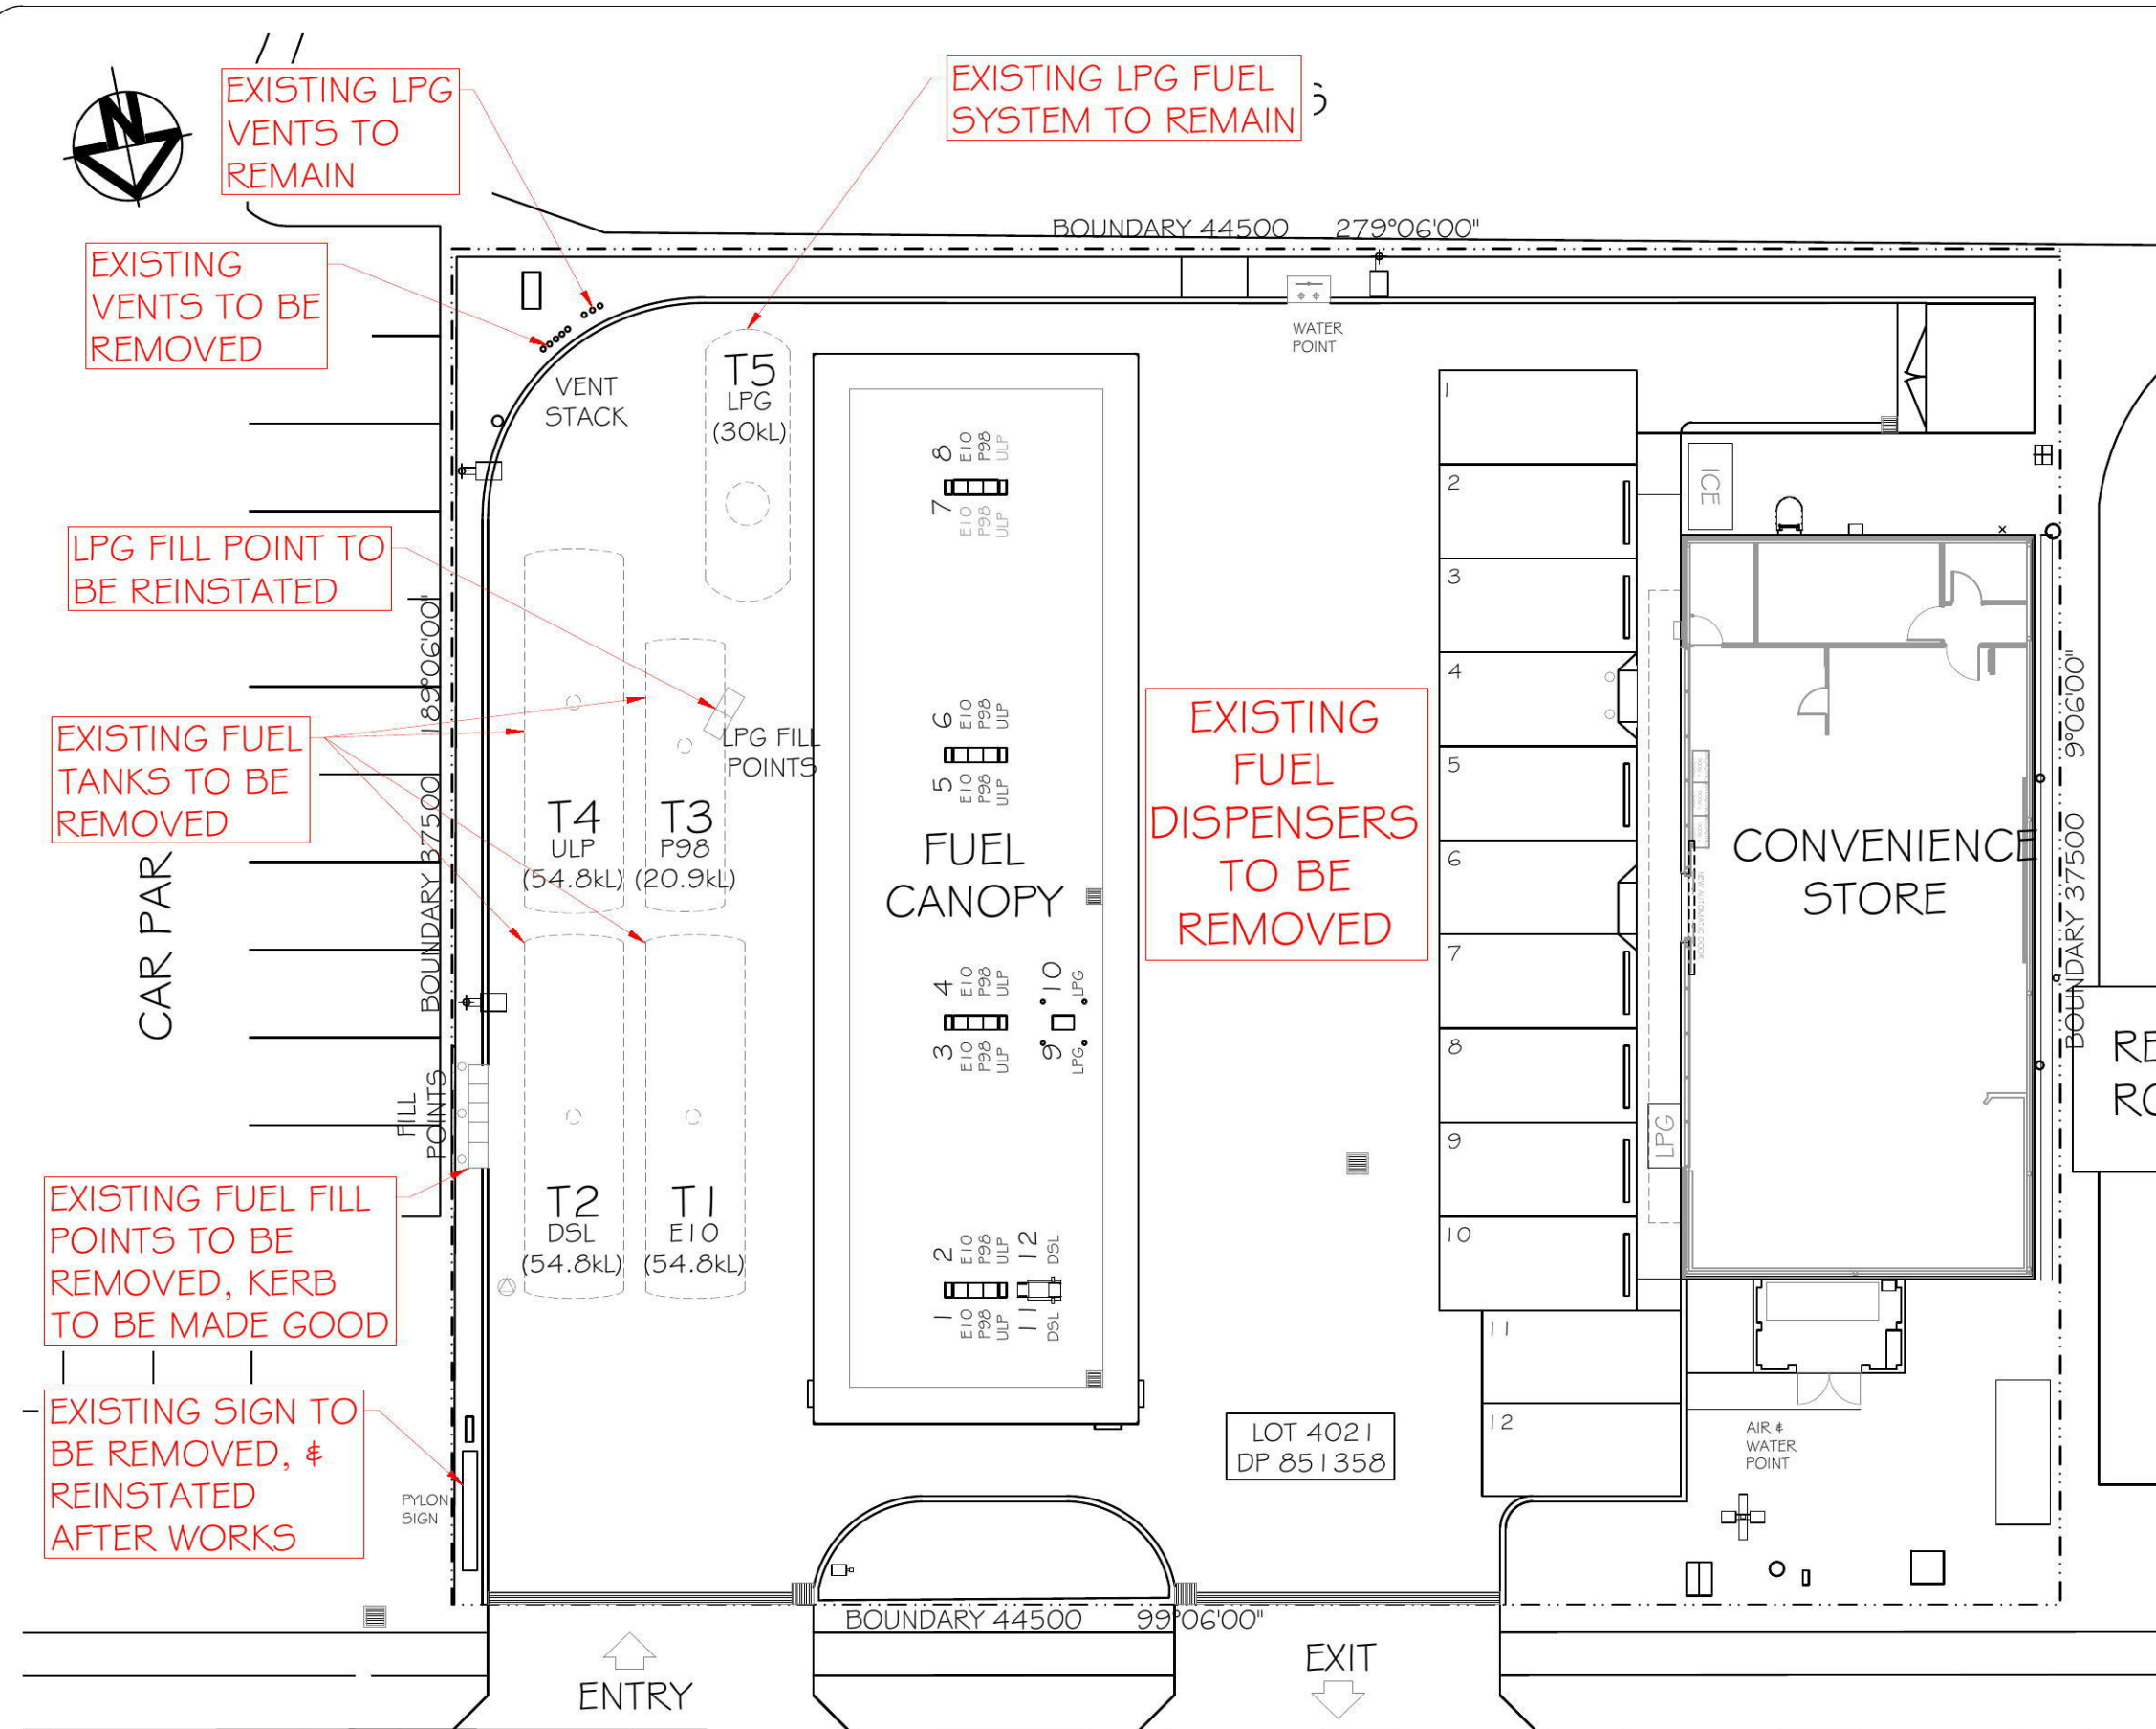 EXISTING LPG
VENTS TO
REMAIN
EXISTING LPG FUEL
SYSTEM TO REMAIN
N
BOUNDARY 44500 279°06'00"
EXISTING
VENTS TO BE
REMOVED
WATER
POINT
VENT
STACK
T5
LPG
(30kL)
8
E10
P98
ULP
7
E10
P98
ULP
1
2
3
4
5
6
7
8
9
10
11
12
ICE
LPG FILL POINT TO
BE REINSTATED
BOUNDARY 37500 189°06'00"
EXISTING FUEL
TANKS TO BE
REMOVED
LPG FILL
POINTS
T4
ULP
(54.8kL)
T3
P98
(20.9kL)
6
E10
P98
ULP
5
E10
P98
ULP
FUEL
CANOPY
EXISTING
FUEL
DISPENSERS
TO BE
REMOVED
CONVENIENCE
STORE
NEW AUTOMATIC DOOR
BOUNDARY 37500 9°06'00"
CAR PAR
4
E10
P98
ULP
10
LPG
3
E10
P98
ULP
9
LPG
RE
RO
FILL
POINTS
LPG
EXISTING FUEL FILL
POINTS TO BE
REMOVED, KERB
TO BE MADE GOOD
T2
DSL
(54.8kL)
T1
E10
(54.8kL)
2
E10
P98
ULP
12
DSL
1
E10
P98
ULP
11
DSL
EXISTING SIGN TO
BE REMOVED, &
REINSTATED
AFTER WORKS
PYLON
SIGN
LOT 4021
DP 851358
AIR &
WATER
POINT
BOUNDARY 44500 99°06'00"
ENTRY
EXIT